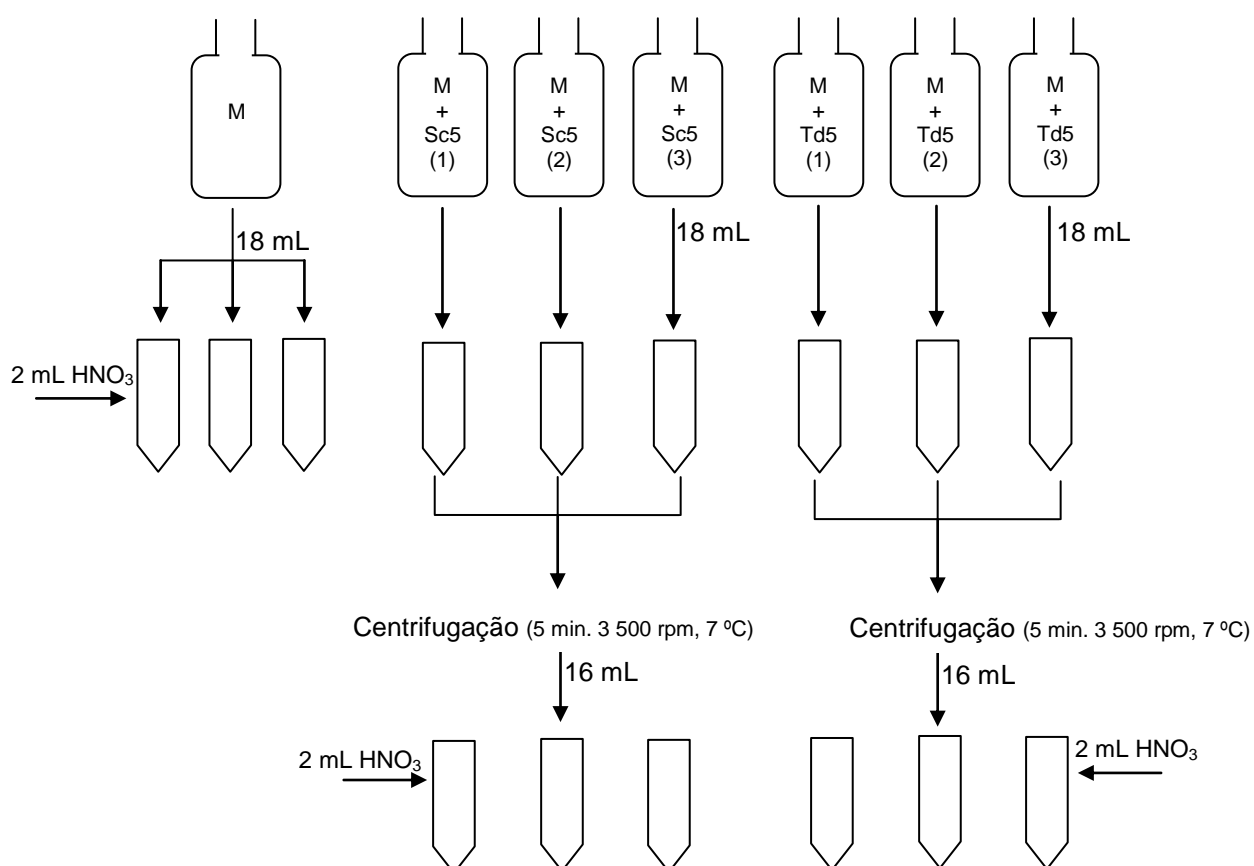 M
M
+
Sc5
(1)
M
+
Sc5
(2)
M
+
Sc5
(3)
M
+
Td5
(1)
M
+
Td5
(2)
M
+
Td5
(3)
18 mL
18 mL
18 mL
2 mL HNO₃
Centrifugação (5 min. 3 500 rpm, 7 ºC)
Centrifugação (5 min. 3 500 rpm, 7 ºC)
16 mL
16 mL
2 mL HNO₃
2 mL HNO₃